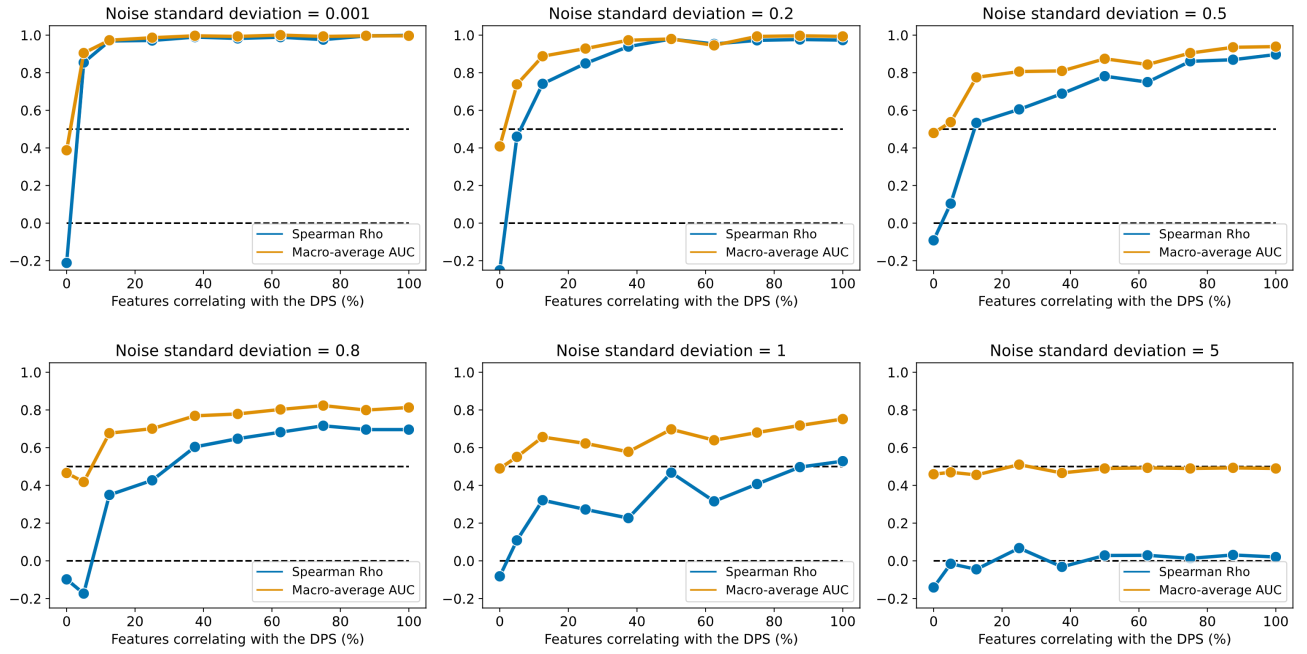 Noise standard deviation = 0.001
1.0
0.8
0.6
0.4
0.2
0.0
−0.2
Spearman Rho
Macro-average AUC
0 20 40 60 80 100
Features correlating with the DPS (%)
Noise standard deviation = 0.2
1.0
0.8
0.6
0.4
0.2
0.0
−0.2
Spearman Rho
Macro-average AUC
0 20 40 60 80 100
Features correlating with the DPS (%)
Noise standard deviation = 0.5
1.0
0.8
0.6
0.4
0.2
0.0
−0.2
Spearman Rho
Macro-average AUC
0 20 40 60 80 100
Features correlating with the DPS (%)
Noise standard deviation = 0.8
1.0
0.8
0.6
0.4
0.2
0.0
−0.2
Spearman Rho
Macro-average AUC
0 20 40 60 80 100
Features correlating with the DPS (%)
Noise standard deviation = 1
1.0
0.8
0.6
0.4
0.2
0.0
−0.2
Spearman Rho
Macro-average AUC
0 20 40 60 80 100
Features correlating with the DPS (%)
Noise standard deviation = 5
1.0
0.8
0.6
0.4
0.2
0.0
−0.2
Spearman Rho
Macro-average AUC
0 20 40 60 80 100
Features correlating with the DPS (%)